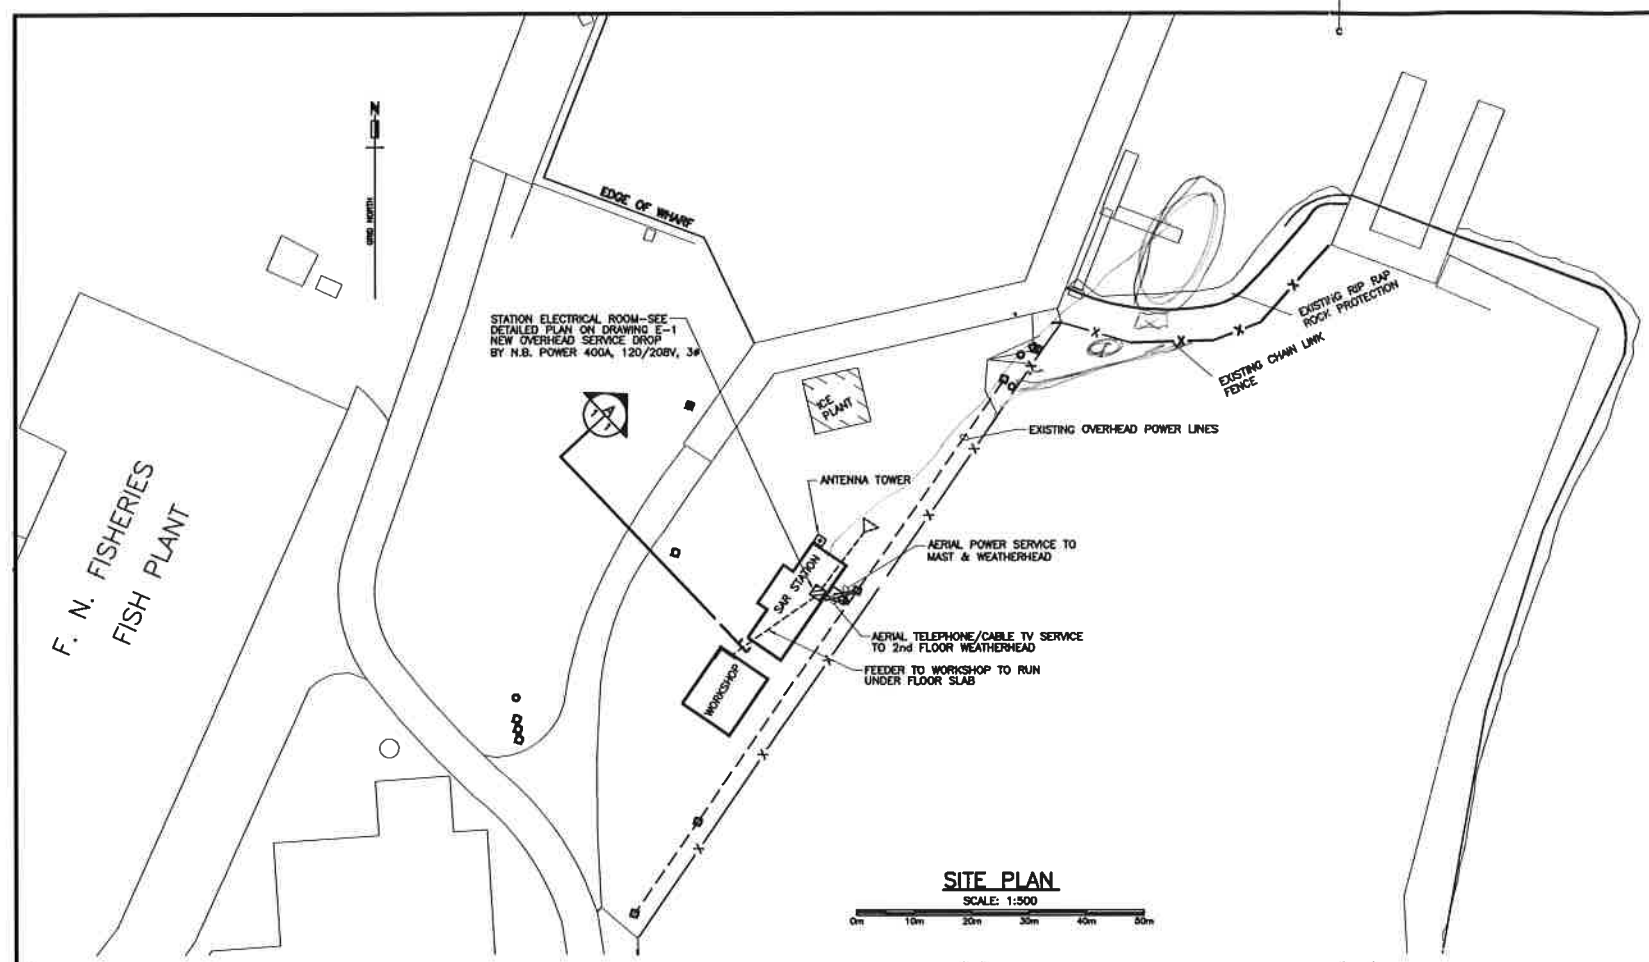 C
N
GRID NORTH
EDGE OF WHARF
STATION ELECTRICAL ROOM-SEE
DETAILED PLAN ON DRAWING E-1
NEW OVERHEAD SERVICE DROP
BY N.B. POWER 400A, 120/208V, 3ø
EXISTING RIP RAP
ROCK PROTECTION
EXISTING CHAIN LINK
FENCE
ICE
PLANT
A
1 1
EXISTING OVERHEAD POWER LINES
ANTENNA TOWER
F. N. FISHERIES
FISH PLANT
AERIAL POWER SERVICE TO
MAST & WEATHERHEAD
SAR STATION
AERIAL TELEPHONE/CABLE TV SERVICE
TO 2nd FLOOR WEATHERHEAD
FEEDER TO WORKSHOP TO RUN
UNDER FLOOR SLAB
WORKSHOP
SITE PLAN
SCALE: 1:500
0m 10m 20m 30m 40m 50m